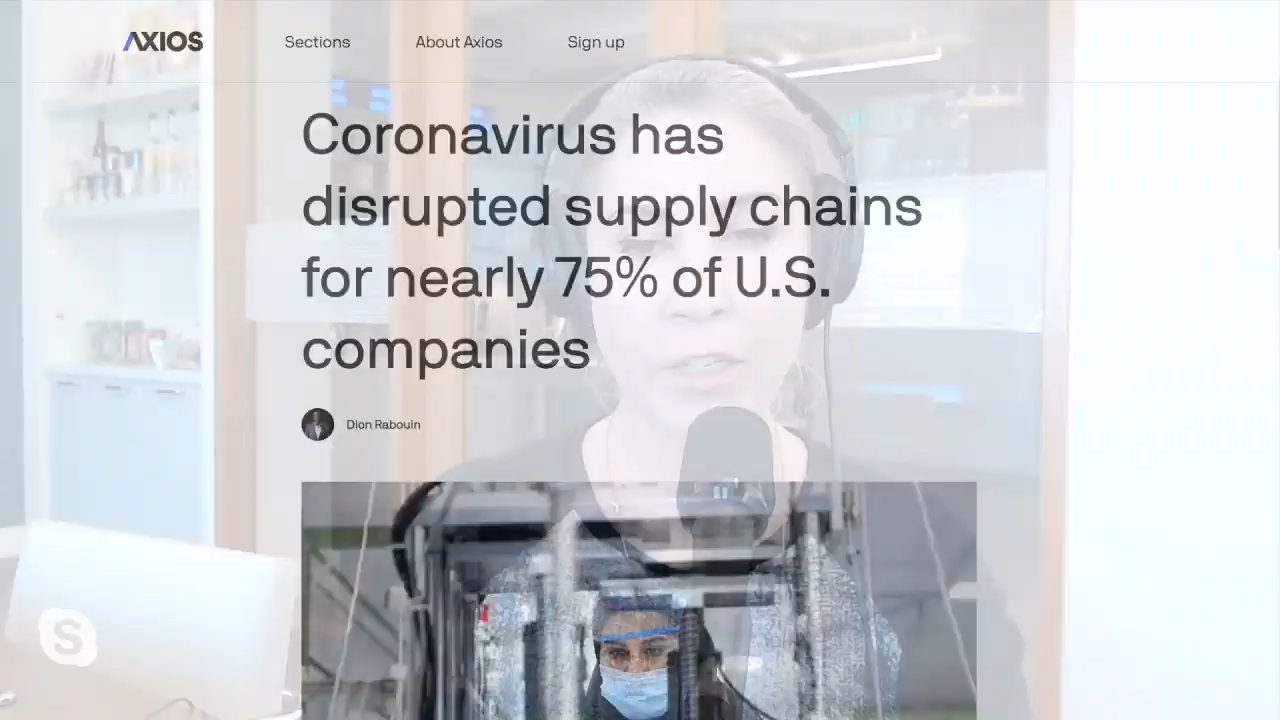 AXIOS
Sections
About Axios
Sign up
Coronavirus has
disrupted supply chains
for nearly 75% of U.S.
companies
Dion Rabouin
S